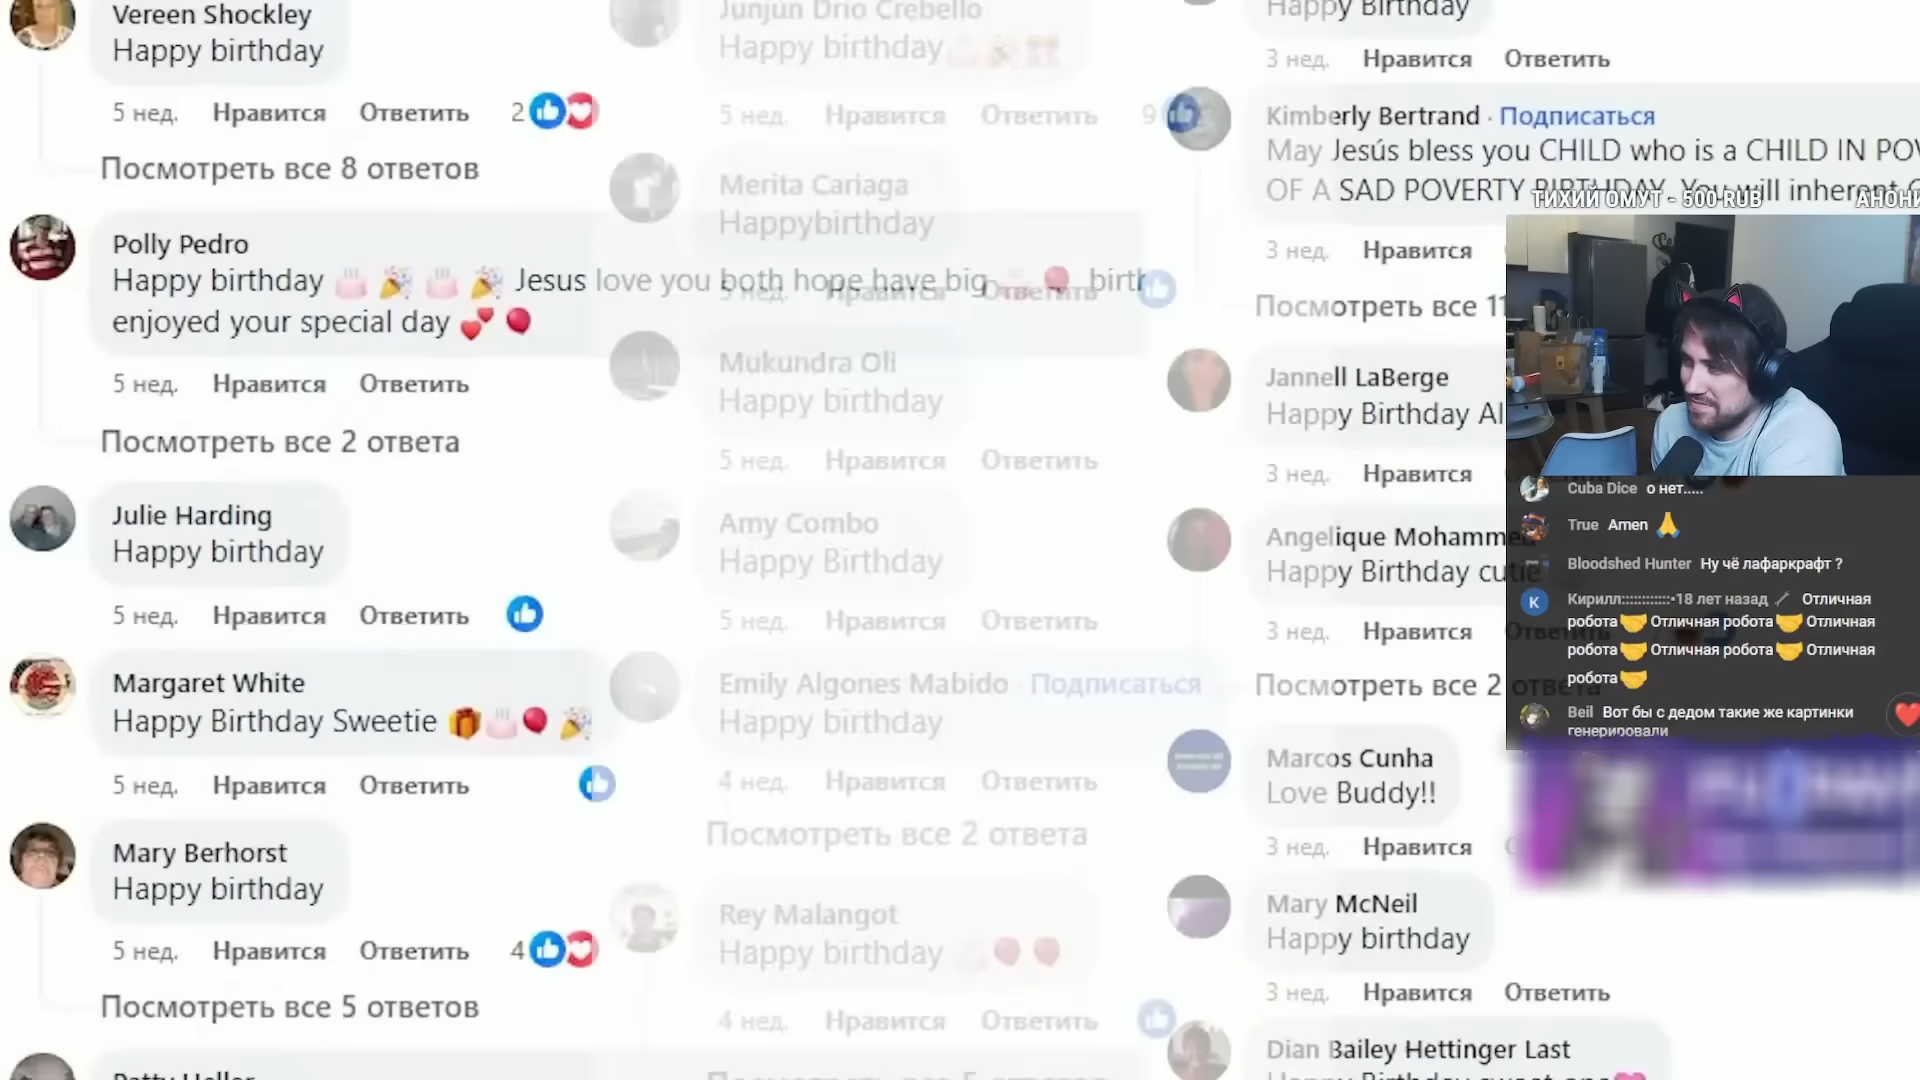 Vereen Shockley
Happy birthday
5 нед. Нравится Ответить 2
Посмотреть все 8 ответов
Polly Pedro
Happy birthday Jesus love you both hope have big birth
enjoyed your special day
5 нед. Нравится Ответить
Посмотреть все 2 ответа
Julie Harding
Happy birthday
5 нед. Нравится Ответить
Margaret White
Happy Birthday Sweetie
5 нед. Нравится Ответить
Mary Berhorst
Happy birthday
5 нед. Нравится Ответить 4
Посмотреть все 5 ответов
Junjun Drio Crebello
Happy birthday
5 нед. Нравится Ответить 9
Merita Cariaga
Happybirthday
5 нед. Нравится Ответить
Mukundra Oli
Happy birthday
5 нед. Нравится Ответить
Amy Combo
Happy Birthday
5 нед. Нравится Ответить
Emily Algones Mabido · Подписаться
Happy birthday
4 нед. Нравится Ответить
Посмотреть все 2 ответа
Rey Malangot
Happy birthday
4 нед. Нравится Ответить
Happy Birthday
3 нед. Нравится Ответить
Kimberly Bertrand · Подписаться
May Jesús bless you CHILD who is a CHILD IN POV
OF A SAD POVERTY BIRTHDAY. You will inherent
3 нед. Нравится
Посмотреть все 11
Jannell LaBerge
Happy Birthday Al
3 нед. Нравится
Angelique Mohamme
Happy Birthday cutie
3 нед. Нравится Ответить
Посмотреть все 2 ответа
Marcos Cunha
Love Buddy!!
3 нед. Нравится
Mary McNeil
Happy birthday
3 нед. Нравится Ответить
Dian Bailey Hettinger Last
Happy Birthday sweet one
ТИХИЙ ОМУТ - 500 RUB АНОНИ
Cuba Dice о нет.....
True Amen 🙏
Bloodshed Hunter Ну чё лафаркрафт ?
К Кирилл::::::::::::•18 лет назад Отличная
робота🤝Отличная робота🤝Отличная
робота🤝Отличная робота🤝Отличная
робота🤝
Beil Вот бы с дедом такие же картинки
генерировали